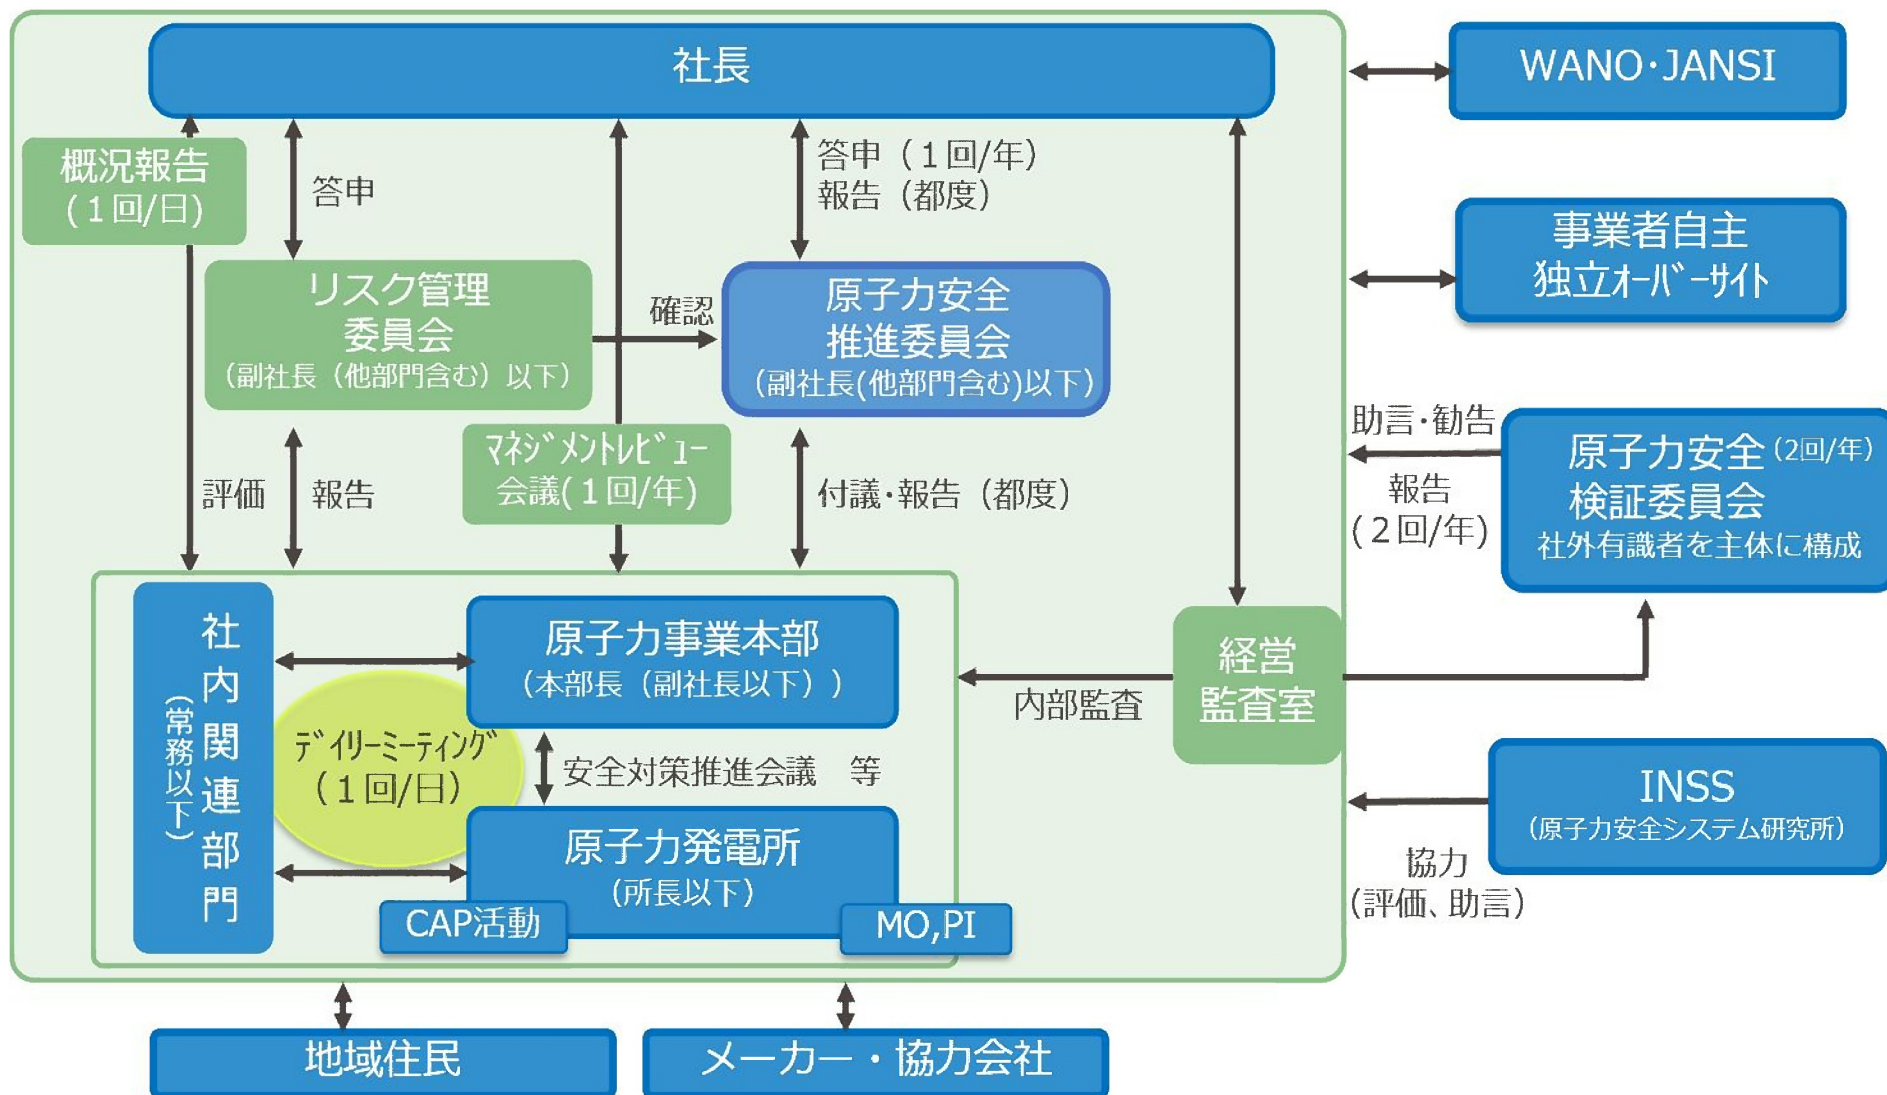 社長
WANO・JANSI
概況報告
(1回/日)
答申
答申（1回/年）
報告（都度）
事業者自主
独立ｵｰﾊﾞｰｻｲﾄ
リスク管理
委員会
（副社長（他部門含む）以下）
確認
原子力安全
推進委員会
（副社長(他部門含む)以下）
助言・勧告
原子力安全（2回/年）
検証委員会
社外有識者を主体に構成
報告
(2回/年)
ﾏﾈｼﾞﾒﾝﾄﾚﾋﾞｭｰ
会議(1回/年)
評価
報告
付議・報告（都度）
社内関連部門
（常務以下）
原子力事業本部
（本部長（副社長以下））
経営
監査室
内部監査
ﾃﾞｲﾘｰﾐｰﾃｨﾝｸﾞ
(1回/日)
安全対策推進会議　等
INSS
（原子力安全システム研究所）
原子力発電所
（所長以下）
協力
(評価、助言)
CAP活動
MO,PI
地域住民
メーカー・協力会社